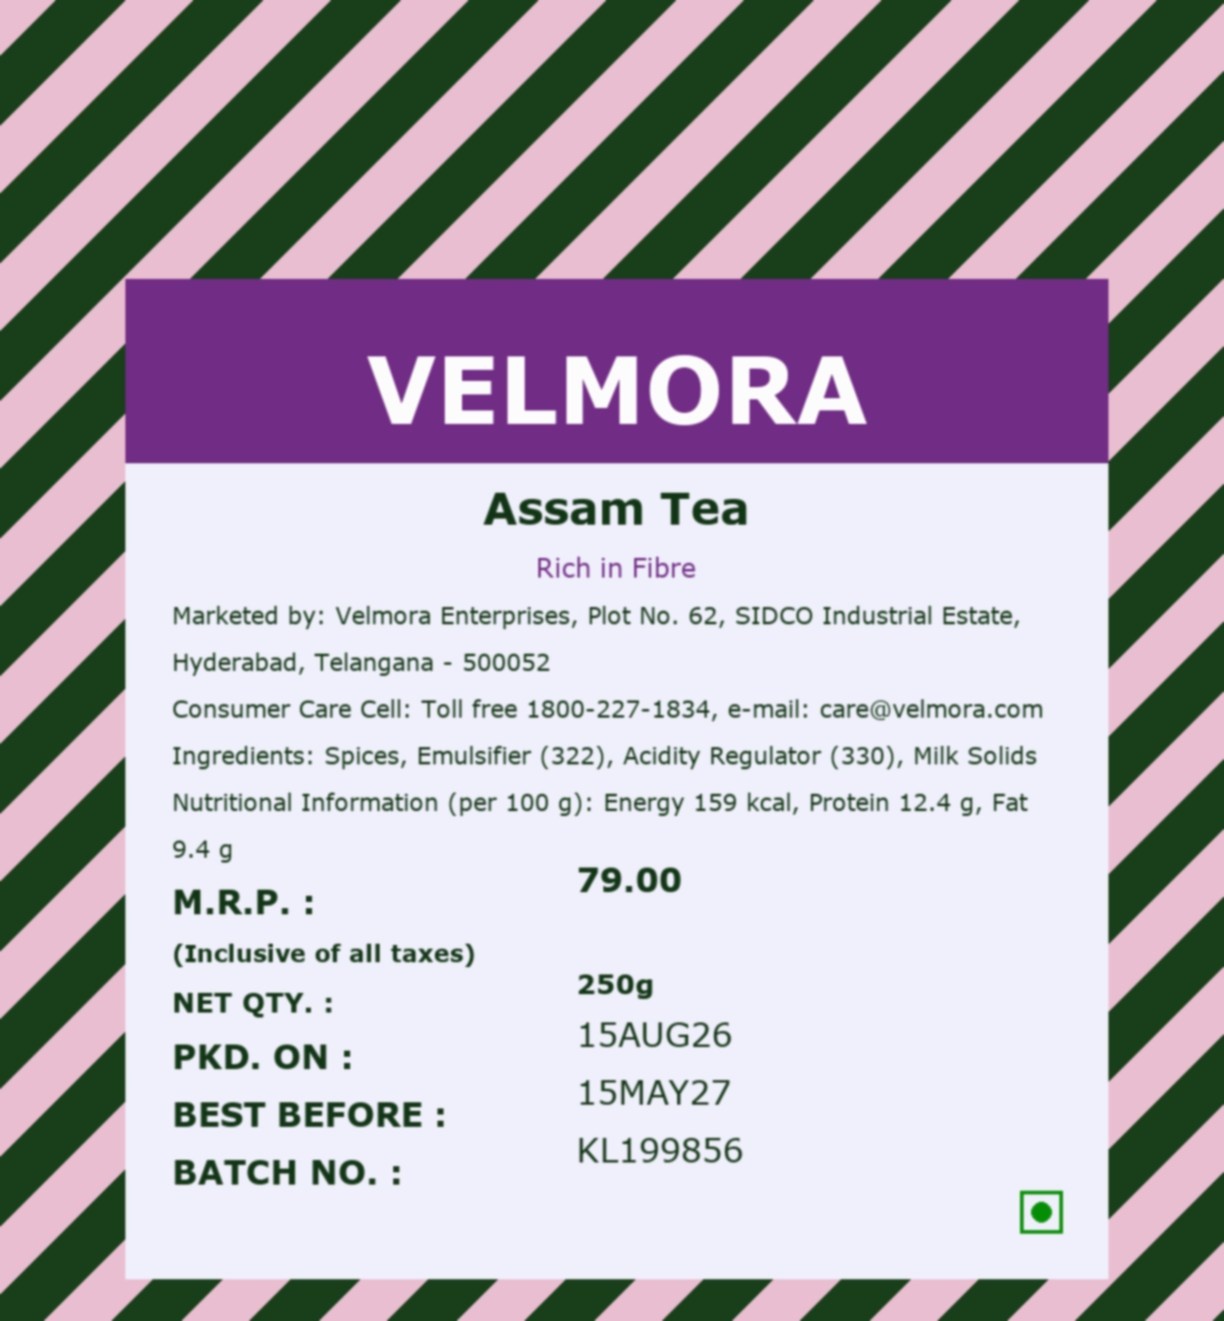 VELMORA
Assam Tea
Rich in Fibre
Marketed by: Velmora Enterprises, Plot No. 62, SIDCO Industrial Estate,
Hyderabad, Telangana - 500052
Consumer Care Cell: Toll free 1800-227-1834, e-mail: care@velmora.com
Ingredients: Spices, Emulsifier (322), Acidity Regulator (330), Milk Solids
Nutritional Information (per 100 g): Energy 159 kcal, Protein 12.4 g, Fat
9.4 g
M.R.P. : 79.00
(Inclusive of all taxes)
NET QTY. : 250g
PKD. ON : 15AUG26
BEST BEFORE : 15MAY27
BATCH NO. : KL199856